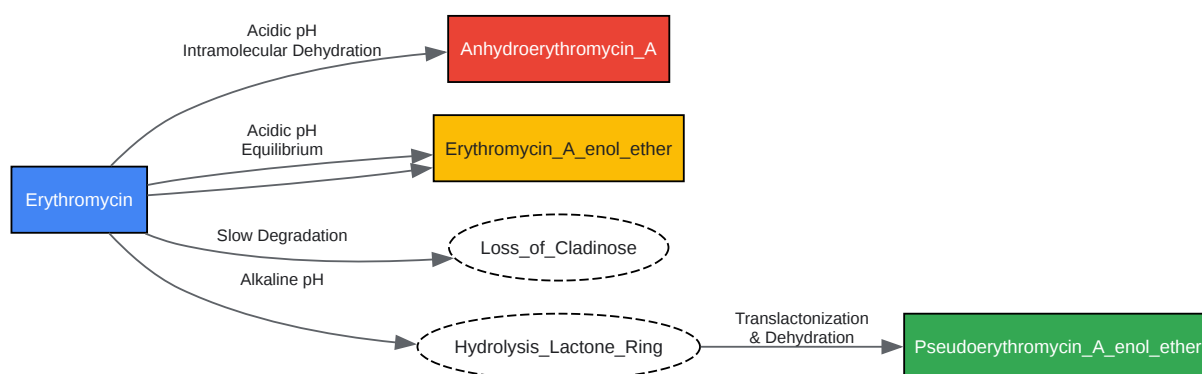 Acidic pH
Intramolecular Dehydration
Anhydroerythromycin_A
Acidic pH
Equilibrium
Erythromycin_A_enol_ether
Erythromycin
Slow Degradation
Loss_of_Cladinose
Alkaline pH
Hydrolysis_Lactone_Ring
Translactonization
& Dehydration
Pseudoerythromycin_A_enol_ether